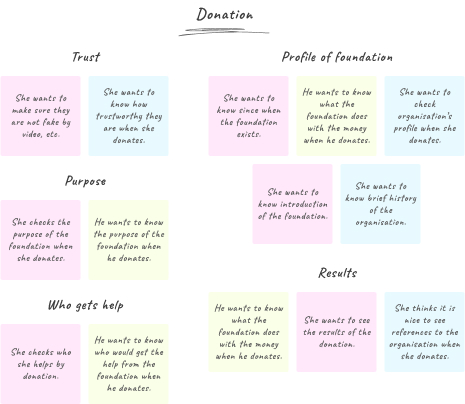 Donation
Trust
She wants to
make sure they
are not fake by
video, etc.
She wants to
know how
trustworthy they
are when she
donates.
Purpose
She checks the
purpose of the
foundation when
she donates.
He wants to know
the purpose of the
foundation when
he donates.
Who gets help
She checks who
she helps by
donation.
He wants to know
who would get the
help from the
foundation when
he donates.
Profile of foundation
She wants to
know since when
the foundation
exists.
He wants to know
what the
foundation does
with the money
when he donates.
She wants to
check
organisation's
profile when she
donates.
She wants to
know introduction
of the foundation.
She wants to
know brief history
of the
organisation.
Results
He wants to know
what the
foundation does
with the money
when he donates.
She wants to see
the results of the
donation.
She thinks it is
nice to see
references to the
organisation when
she donates.